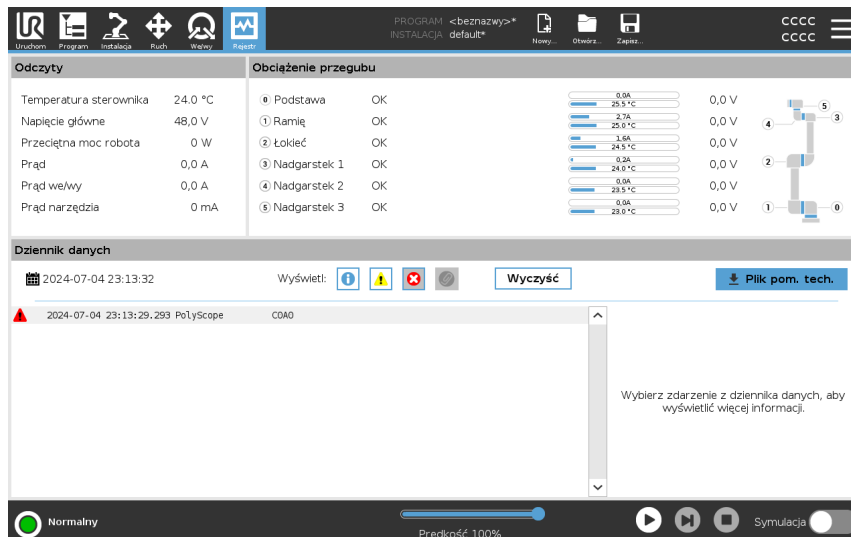 PROGRAM <beznazwy>*
INSTALACJA default*
CCCC
CCCC
Uruchom Program Instalacja Ruch We/wy Rejestr Nowy... Otwórz... Zapisz...
Odczyty
Obciążenie przegubu
Temperatura sterownika 24.0 °C
Napięcie główne 48,0 V
Przeciętna moc robota 0 W
Prąd 0,0 A
Prąd we/wy 0,0 A
Prąd narzędzia 0 mA
0 Podstawa OK 0,0A 25.5 °C 0,0 V
1 Ramię OK 2,7A 25.0 °C 0,0 V
2 Łokieć OK 1,6A 24.5 °C 0,0 V
3 Nadgarstek 1 OK 0,2A 24.0 °C 0,0 V
4 Nadgarstek 2 OK 0,0A 23.5 °C 0,0 V
5 Nadgarstek 3 OK 0,0A 23.0 °C 0,0 V
5
3
4
2
1
0
Dziennik danych
2024-07-04 23:13:32 Wyświetl: Wyczyść Plik pom. tech.
2024-07-04 23:13:29.293 PolyScope C0A0
Wybierz zdarzenie z dziennika danych, aby
wyświetlić więcej informacji.
Normalny
Prędkość 100%
Symulacja